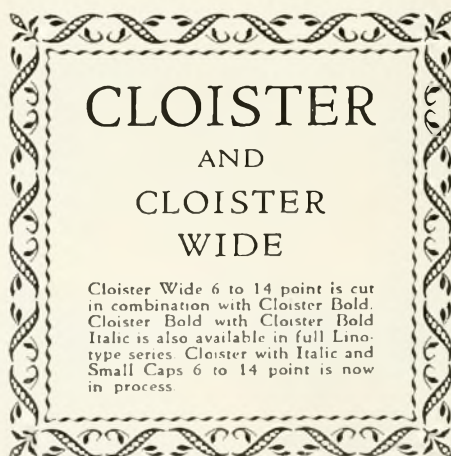 CLOISTER
AND
CLOISTER
WIDE
Cloister Wide 6 to 14 point is cut
in combination with Cloister Bold.
Cloister Bold with Cloister Bold
Italic is also available in full Lino-
type series. Cloister with Italic and
Small Caps 6 to 14 point is now
in process.